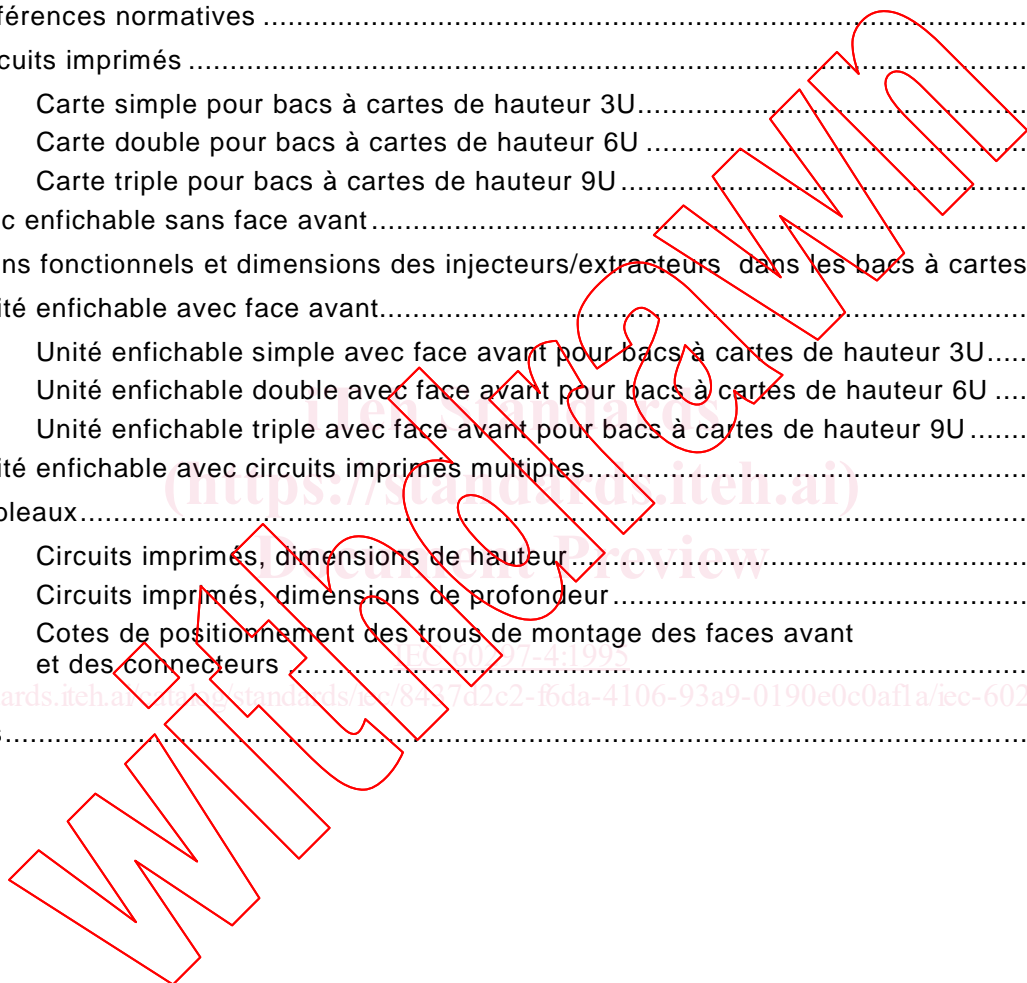 férences normatives ..............................................................................................
cuits imprimés ........................................................................................................
Carte simple pour bacs à cartes de hauteur 3U................................................
Carte double pour bacs à cartes de hauteur 6U ...............................................
Carte triple pour bacs à cartes de hauteur 9U ..................................................
c enfichable sans face avant ................................................................................
ns fonctionnels et dimensions des injecteurs/extracteurs dans les bacs à cartes
ité enfichable avec face avant................................................................................
Unité enfichable simple avec face avant pour bacs à cartes de hauteur 3U.....
Unité enfichable double avec face avant pour bacs à cartes de hauteur 6U ....
iTeh Standards
Unité enfichable triple avec face avant pour bacs à cartes de hauteur 9U .......
ité enfichable avec circuits imprimés multiples......................................................
(https://standards.iteh.ai)
bleaux.....................................................................................................................
Circuits imprimés, dimensions de hauteur .......................................................
Document Preview
Circuits imprimés, dimensions de profondeur ...................................................
Cotes de positionnement des trous de montage des faces avant
et des connecteurs ............................................................................................
IEC 60297-4:1995
ards.iteh.ai/catalog/standards/iec/8437d2c2-f6da-4106-93a9-0190e0c0af1a/iec-602
s................................................................................................................................
withdrawn